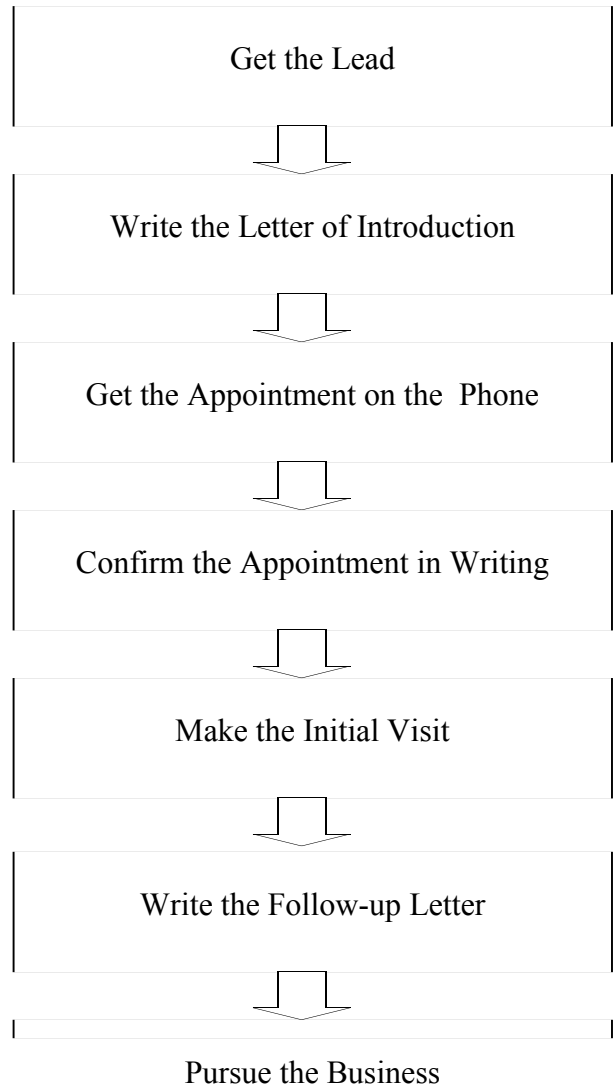 Get the Lead
Write the Letter of Introduction
Get the Appointment on the  Phone
Confirm the Appointment in Writing
Make the Initial Visit
Write the Follow-up Letter
Pursue the Business